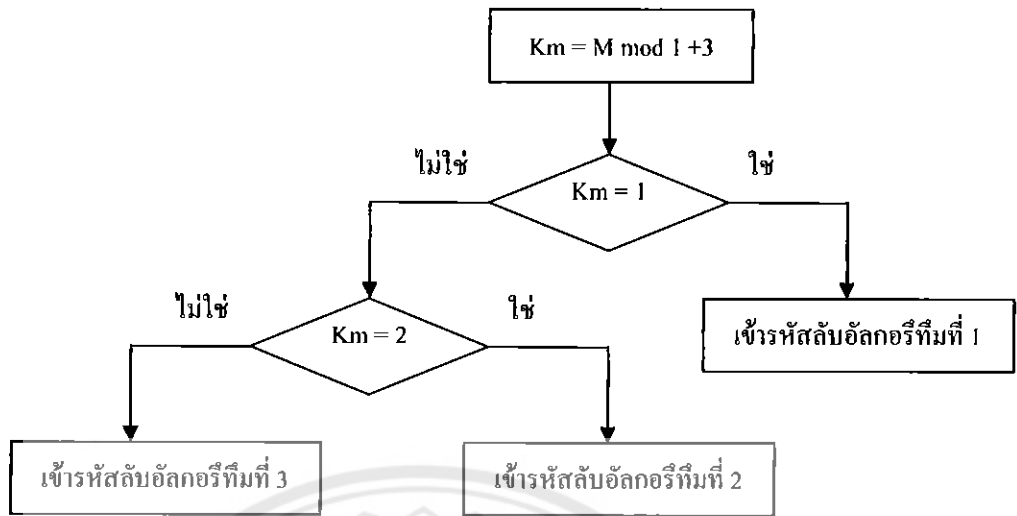 Km = M mod 1 +3
ไม่ใช่
Km = 1
ใช่
ไม่ใช่
Km = 2
ใช่
เข้ารหัสลับอัลกอรึทึมที่ 1
เข้ารหัสลับอัลกอรึทึมที่ 3
เข้ารหัสลับอัลกอรึทึมที่ 2